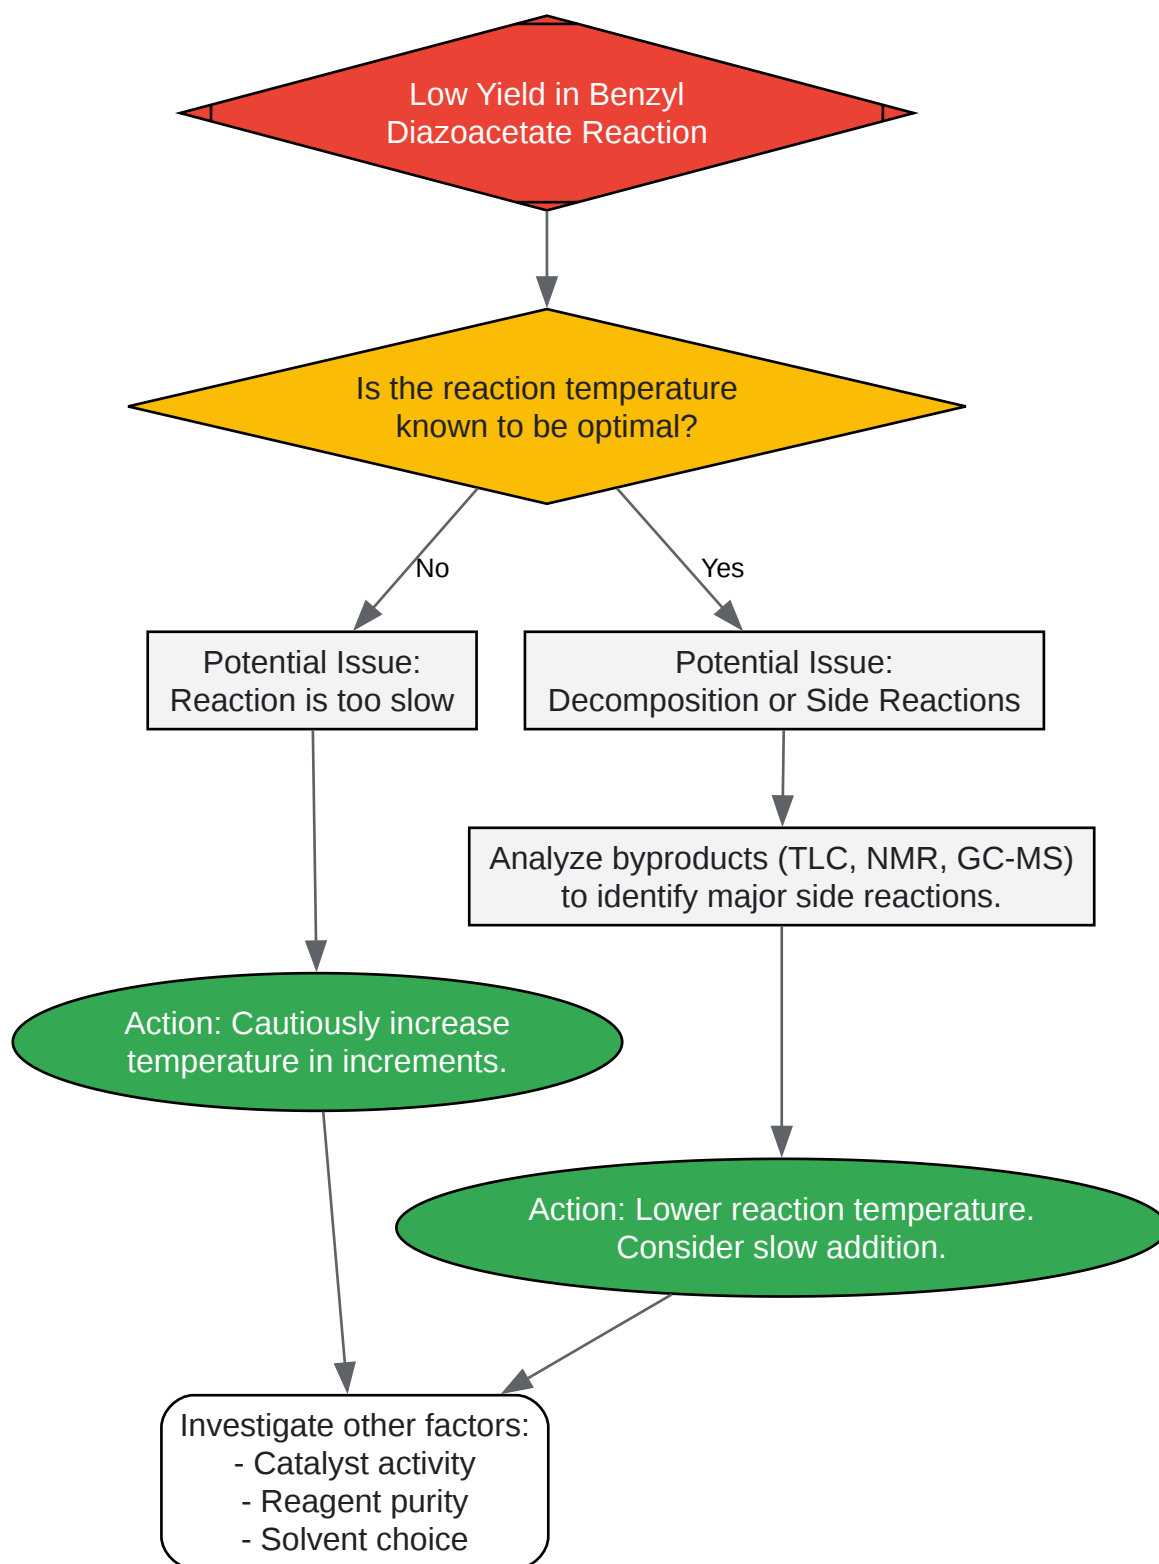 Low Yield in Benzyl
Diazoacetate Reaction
Is the reaction temperature
known to be optimal?
No
Yes
Potential Issue:
Reaction is too slow
Potential Issue:
Decomposition or Side Reactions
Analyze byproducts (TLC, NMR, GC-MS)
to identify major side reactions.
Action: Cautiously increase
temperature in increments.
Action: Lower reaction temperature.
Consider slow addition.
Investigate other factors:
- Catalyst activity
- Reagent purity
- Solvent choice